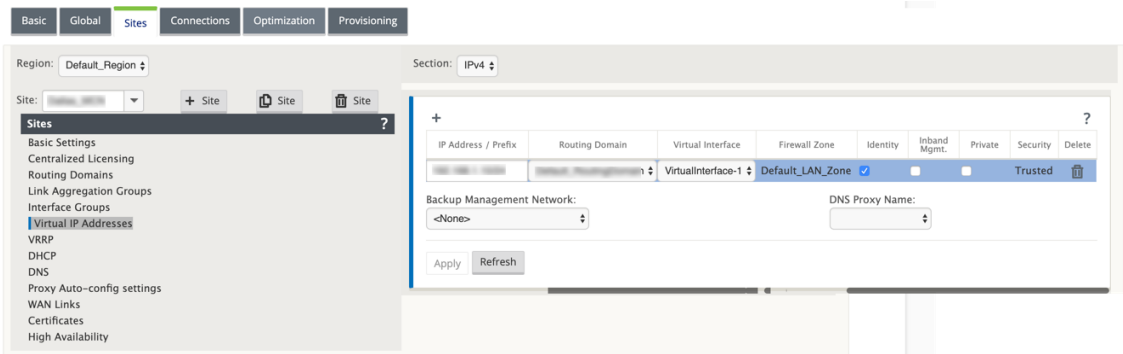 Basic Global Sites Connections Optimization Provisioning
Region: Default_Region Section: IPv4
Site: + Site Site Site
Sites ?
Basic Settings
Centralized Licensing
Routing Domains
Link Aggregation Groups
Interface Groups
Virtual IP Addresses
VRRP
DHCP
DNS
Proxy Auto-config settings
WAN Links
Certificates
High Availability
+ ?
IP Address / Prefix Routing Domain Virtual Interface Firewall Zone Identity Inband Mgmt. Private Security Delete
VirtualInterface-1 Default_LAN_Zone Trusted
Backup Management Network: DNS Proxy Name:
<None>
Apply Refresh